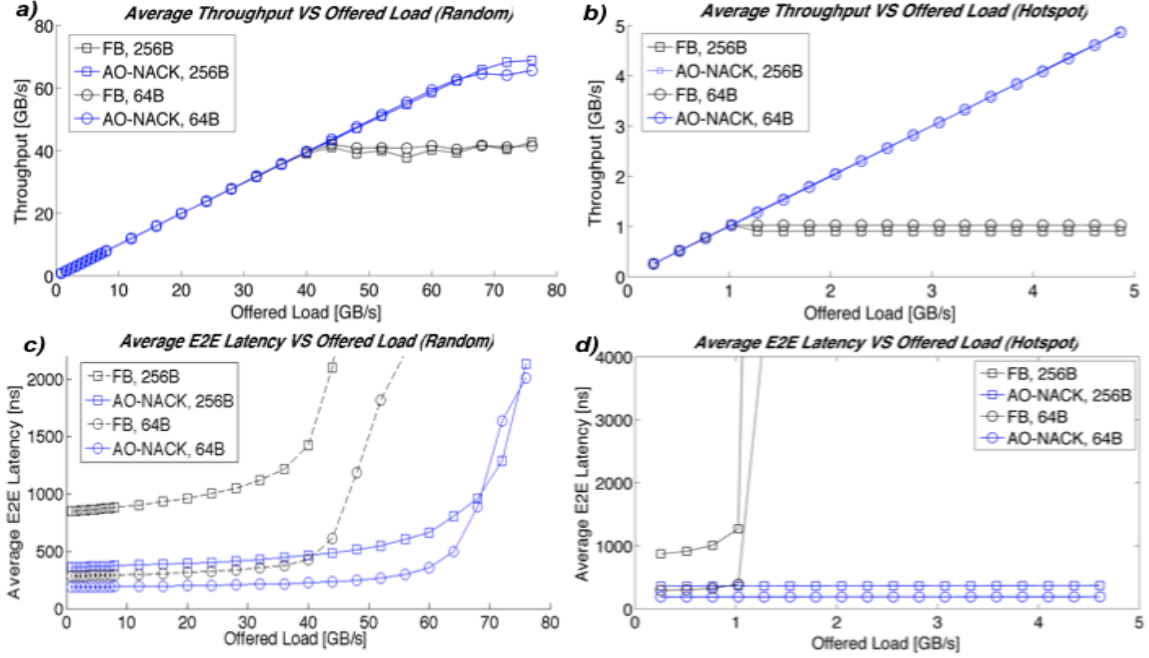 a)
Average Throughput VS Offered Load (Random)
Throughput [GB/s]
80
60
40
20
0
FB, 256B
AO-NACK, 256B
FB, 64B
AO-NACK, 64B
0 10 20 30 40 50 60 70 80
Offered Load [GB/s]
b)
Average Throughput VS Offered Load (Hotspot)
Throughput [GB/s]
5
4
3
2
1
0
FB, 256B
AO-NACK, 256B
FB, 64B
AO-NACK, 64B
0 1 2 3 4 5
Offered Load [GB/s]
c)
Average E2E Latency VS Offered Load (Random)
Average E2E Latency [ns]
2000
1500
1000
500
0
FB, 256B
AO-NACK, 256B
FB, 64B
AO-NACK, 64B
0 10 20 30 40 50 60 70 80
Offered Load [GB/s]
d)
Average E2E Latency VS Offered Load (Hotspot)
Average E2E Latency [ns]
4000
3000
2000
1000
0
FB, 256B
AO-NACK, 256B
FB, 64B
AO-NACK, 64B
0 1 2 3 4 5
Offered Load [GB/s]